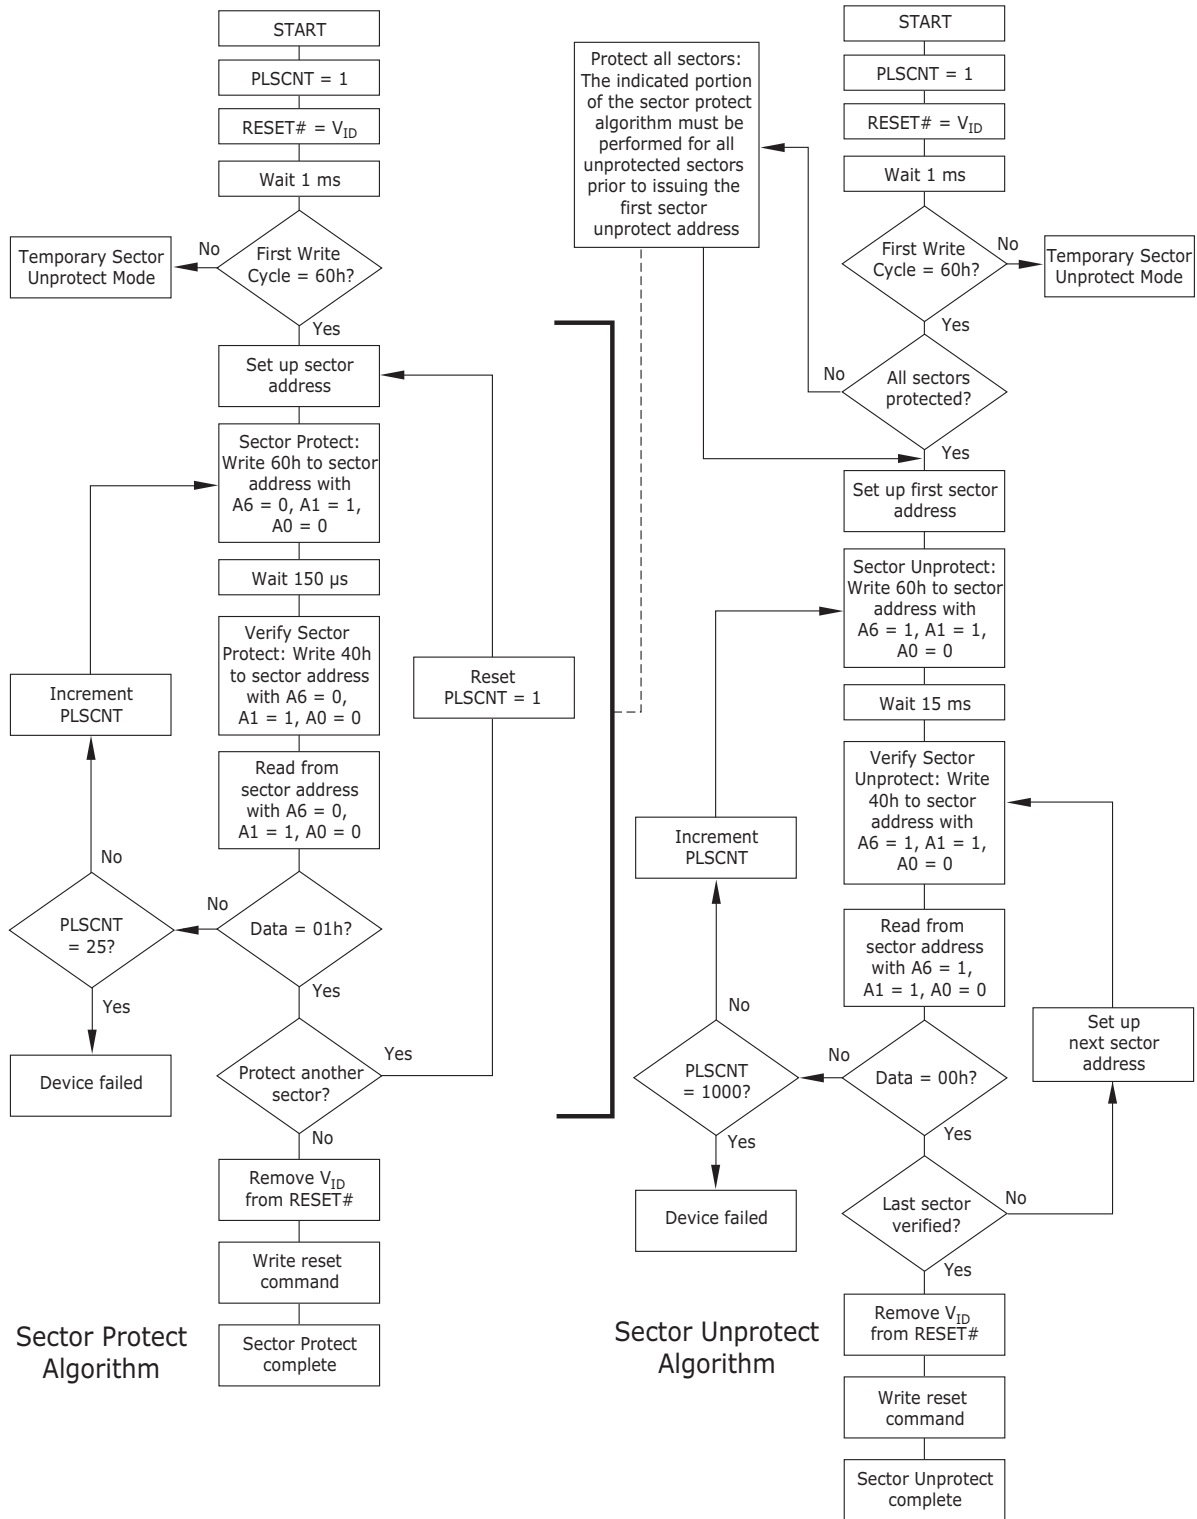 START
PLSCNT = 1
RESET# = VID
Wait 1 ms
First Write
Cycle = 60h?
No
Temporary Sector
Unprotect Mode
Yes
Set up sector
address
Sector Protect:
Write 60h to sector
address with
A6 = 0, A1 = 1,
A0 = 0
Wait 150 µs
Verify Sector
Protect: Write 40h
to sector address
with A6 = 0,
A1 = 1, A0 = 0
Read from
sector address
with A6 = 0,
A1 = 1, A0 = 0
Increment
PLSCNT
Reset
PLSCNT = 1
No
PLSCNT
= 25?
No
Data = 01h?
Yes
Yes
Device failed
Protect another
sector?
Yes
No
Remove VID
from RESET#
Write reset
command
Sector Protect
complete
Sector Protect
Algorithm
Protect all sectors:
The indicated portion
of the sector protect
algorithm must be
performed for all
unprotected sectors
prior to issuing the
first sector
unprotect address
START
PLSCNT = 1
RESET# = VID
Wait 1 ms
First Write
Cycle = 60h?
No
Temporary Sector
Unprotect Mode
Yes
No
All sectors
protected?
Yes
Set up first sector
address
Sector Unprotect:
Write 60h to sector
address with
A6 = 1, A1 = 1,
A0 = 0
Wait 15 ms
Verify Sector
Unprotect: Write
40h to sector
address with
A6 = 1, A1 = 1,
A0 = 0
Increment
PLSCNT
Read from
sector address
with A6 = 1,
A1 = 1, A0 = 0
No
Set up
next sector
address
PLSCNT
= 1000?
No
Data = 00h?
Yes
Yes
Device failed
Last sector
verified?
No
Yes
Remove VID
from RESET#
Write reset
command
Sector Unprotect
complete
Sector Unprotect
Algorithm